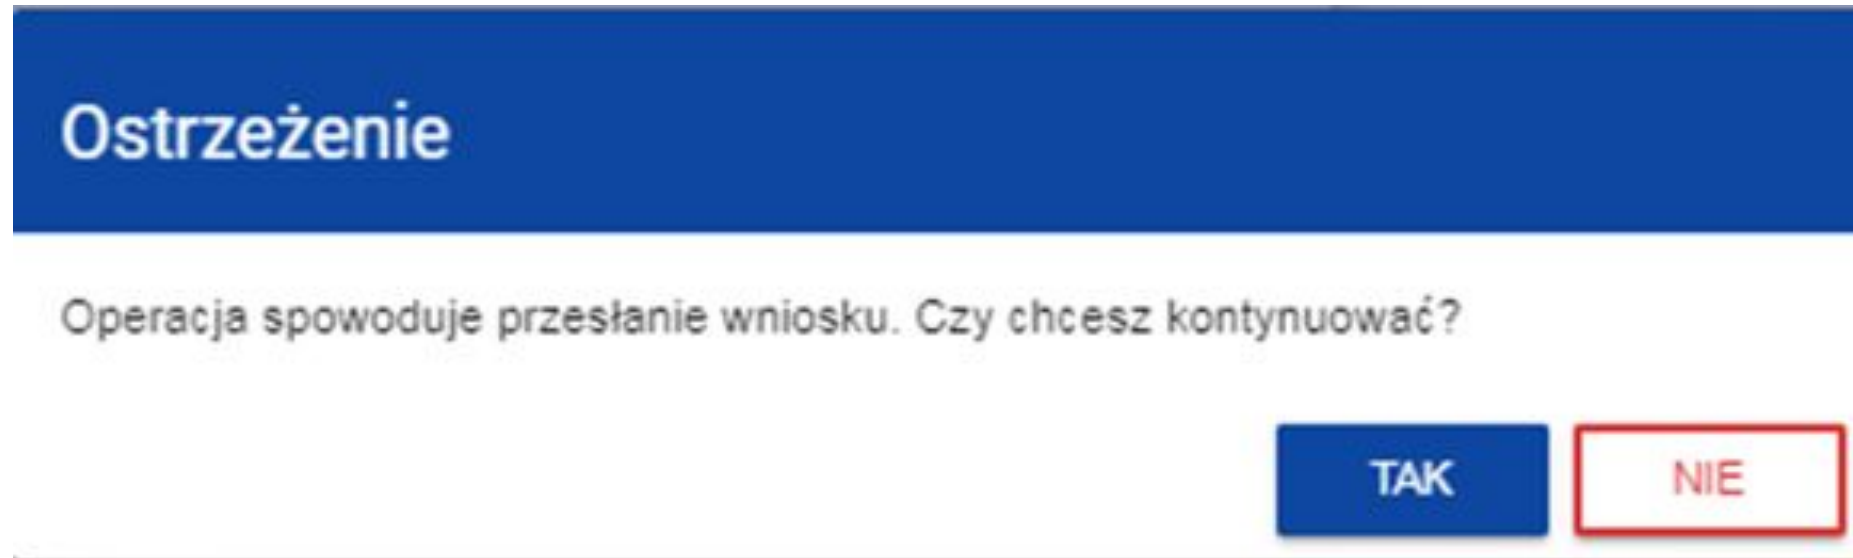 Ostrzeżenie
Operacja spowoduje przesłanie wniosku. Czy chcesz kontynuować?
TAK NIE